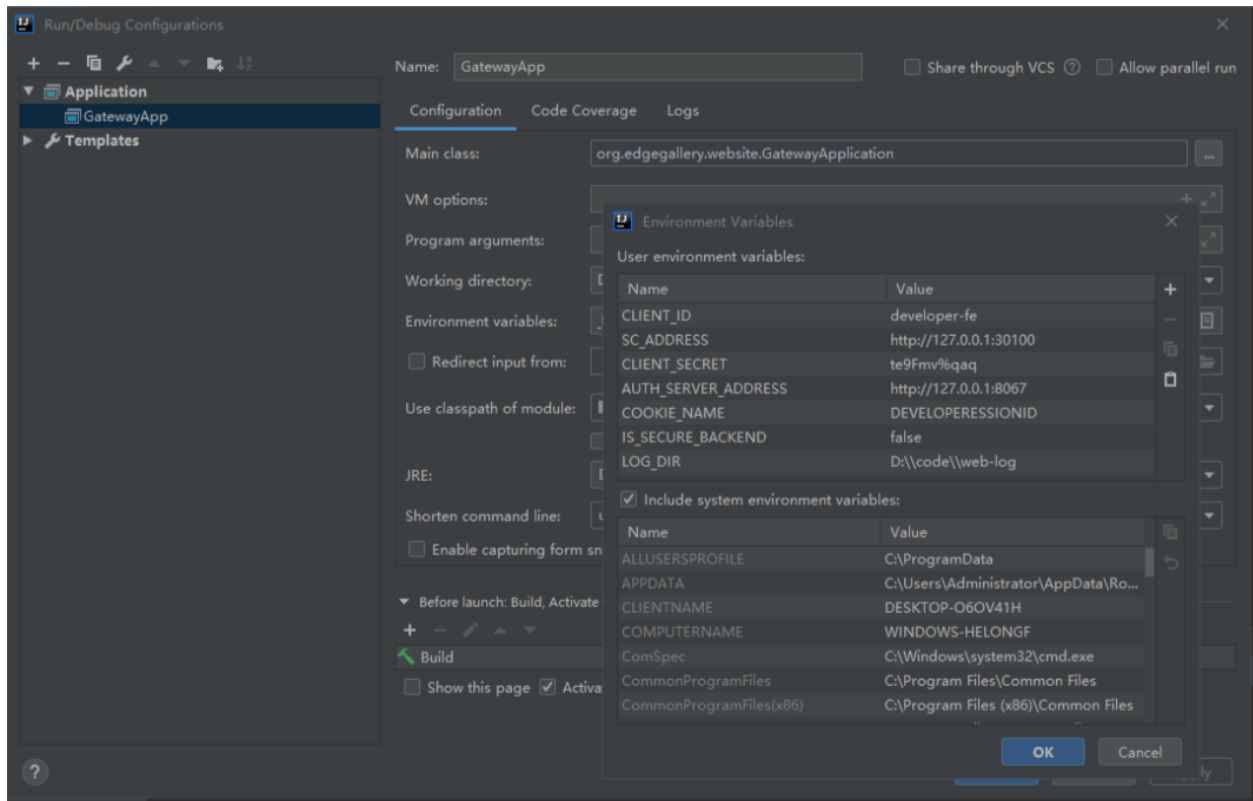 Run/Debug Configurations
Name: GatewayApp Share through VCS ? Allow parallel run
Application
GatewayApp
Templates
Configuration Code Coverage Logs
Main class: org.edgegallery.website.GatewayApplication ...
VM options:
Program arguments:
Working directory:
Environment variables:
Redirect input from:
Use classpath of module:
JRE:
Shorten command line:
Enable capturing form sn
Before launch: Build, Activate
Build
Show this page Activa
Environment Variables
User environment variables:
Name Value
CLIENT_ID developer-fe
SC_ADDRESS http://127.0.0.1:30100
CLIENT_SECRET te9Fmv%qaq
AUTH_SERVER_ADDRESS http://127.0.0.1:8067
COOKIE_NAME DEVELOPERESSIONID
IS_SECURE_BACKEND false
LOG_DIR D:\\code\\web-log
Include system environment variables:
Name Value
ALLUSERSPROFILE C:\ProgramData
APPDATA C:\Users\Administrator\AppData\Ro...
CLIENTNAME DESKTOP-O6OV41H
COMPUTERNAME WINDOWS-HELONGF
ComSpec C:\Windows\system32\cmd.exe
CommonProgramFiles C:\Program Files\Common Files
CommonProgramFiles(x86) C:\Program Files (x86)\Common Files
OK Cancel
?